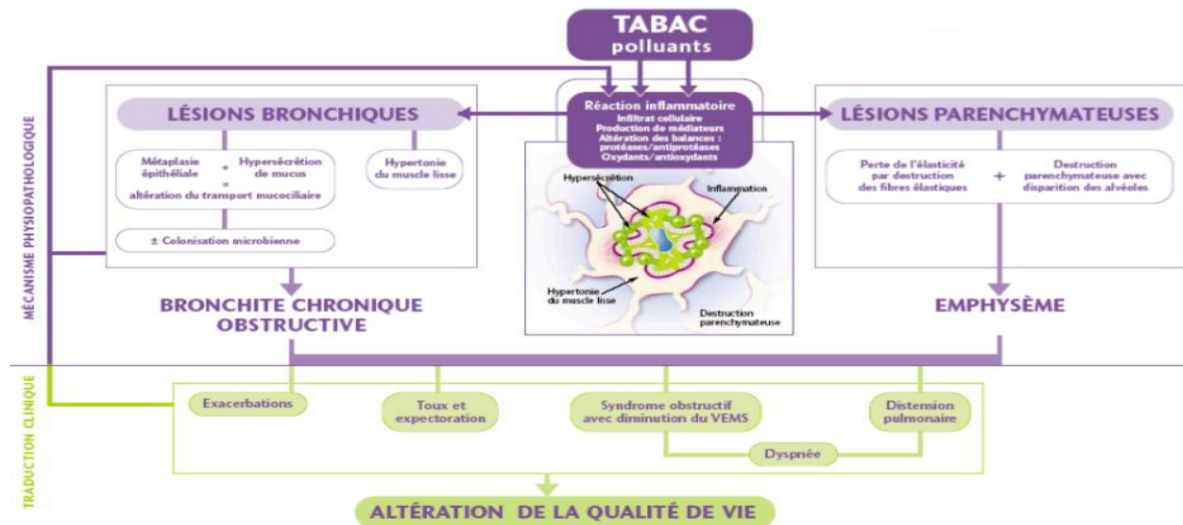 TABAC
polluants
MÉCANISME PHYSIOPATHOLOGIQUE
LÉSIONS BRONCHIQUES
Métaplasie
épithéliale
+
Hypersécrétion
de mucus
=
altération du transport mucociliaire
Hypertonie
du muscle lisse
± Colonisation microbienne
BRONCHITE CHRONIQUE
OBSTRUCTIVE
Réaction inflammatoire
Infiltrat cellulaire
Production de médiateurs
Altération des balances :
protéases/antiprotéases
Oxydants/antioxydants
Hypersécrétion
Inflammation
Hypertonie
du muscle lisse
Destruction
parenchymateuse
LÉSIONS PARENCHYMATEUSES
Perte de l'élasticité
par destruction
des fibres élastiques
+
Destruction
parenchymateuse avec
disparition des alvéoles
EMPHYSÈME
TRADUCTION CLINIQUE
Exacerbations
Toux et
expectoration
Syndrome obstructif
avec diminution du VEMS
Distension
pulmonaire
Dyspnée
ALTÉRATION DE LA QUALITÉ DE VIE